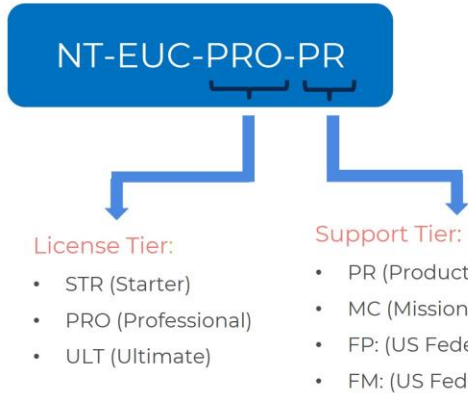 NT-EUC-PRO-PR
License Tier:
• STR (Starter)
• PRO (Professional)
• ULT (Ultimate)
Support Tier:
• PR (Product
• MC (Mission
• FP: (US Fede
• FM: (US Fed